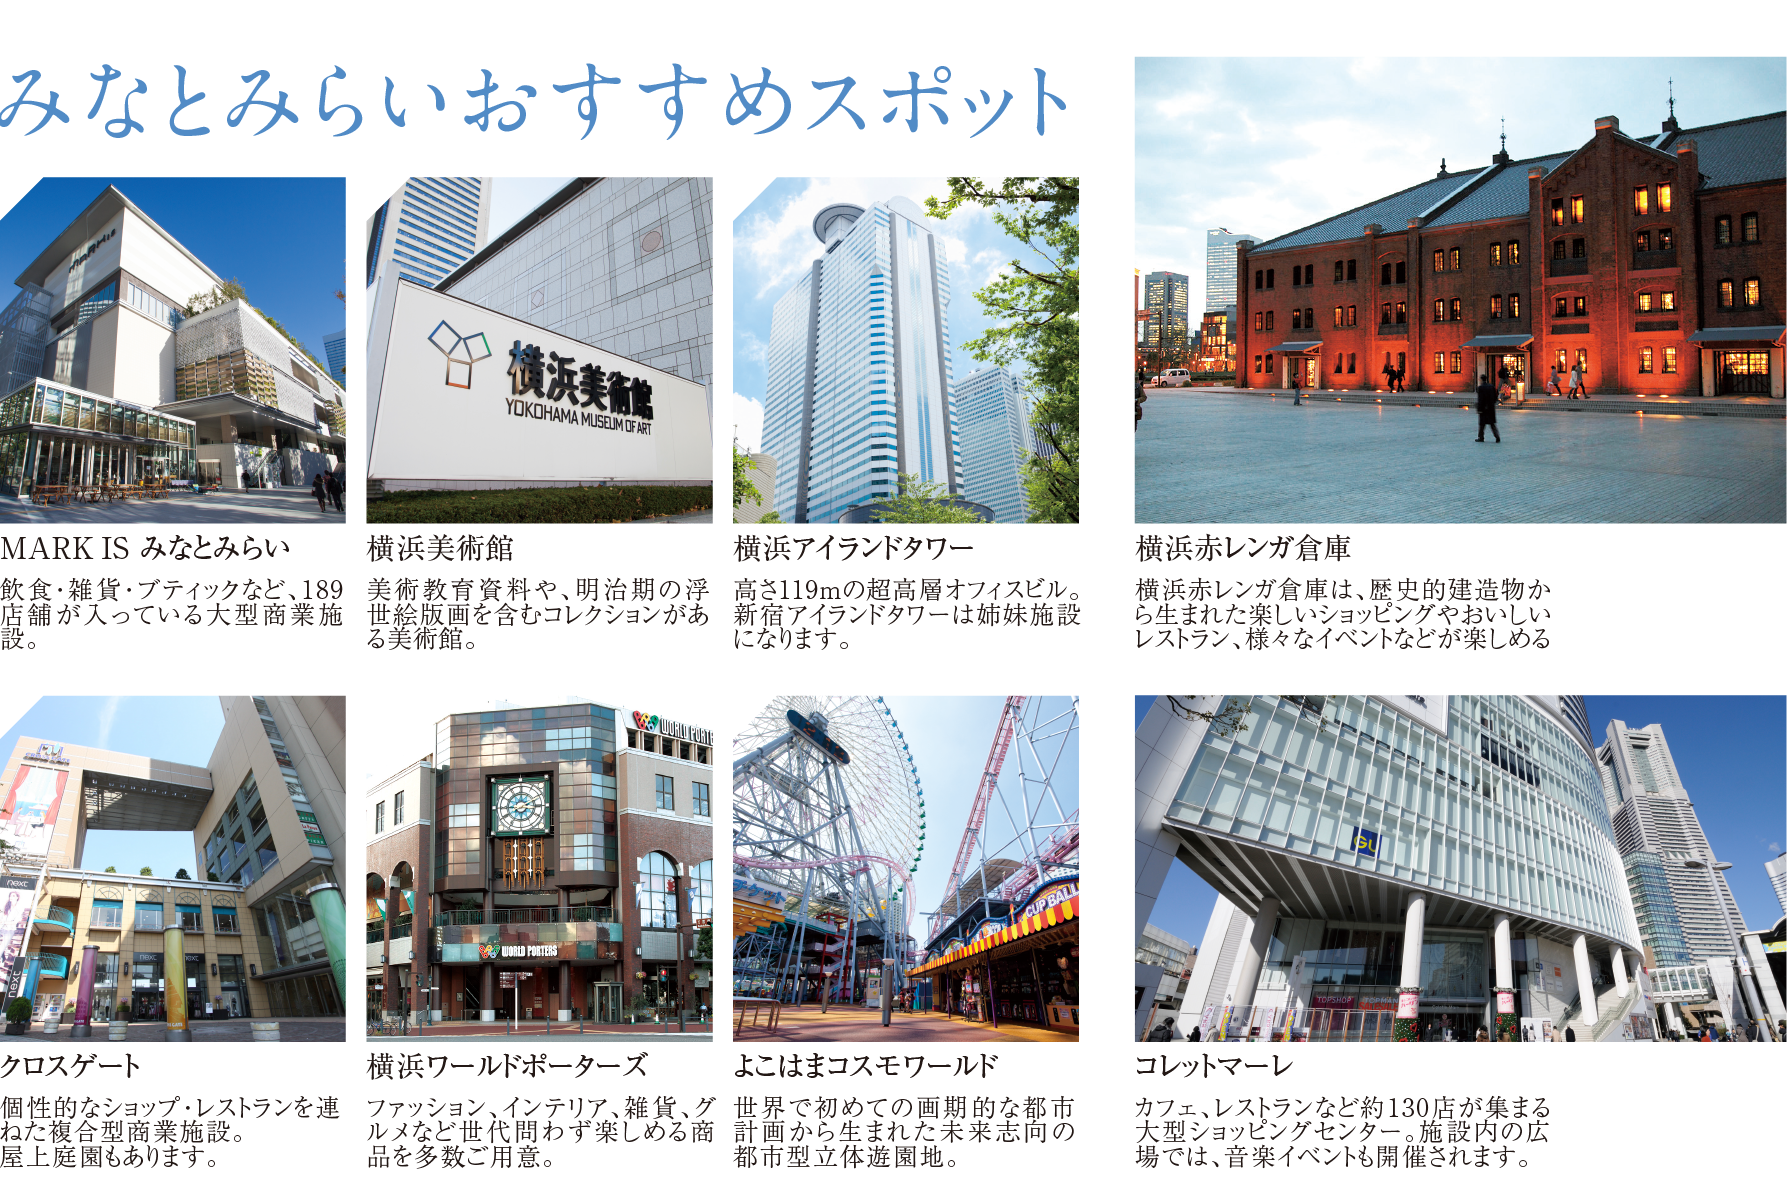 みなとみらいおすすめスポット
横浜美術館
YOKOHAMA MUSEUM OF ART
MARK IS みなとみらい
飲食・雑貨・ブティックなど、189
店舗が入っている大型商業施
設。
横浜美術館
美術教育資料や、明治期の浮
世絵版画を含むコレクションがあ
る美術館。
横浜アイランドタワー
高さ119mの超高層オフィスビル。
新宿アイランドタワーは姉妹施設
になります。
横浜赤レンガ倉庫
横浜赤レンガ倉庫は、歴史的建造物か
ら生まれた楽しいショッピングやおいしい
レストラン、様々なイベントなどが楽しめる
next
next
next
next
クロスゲート
個性的なショップ・レストランを連
ねた複合型商業施設。
屋上庭園もあります。
WORLD PORTE
WORLD PORTERS
横浜ワールドポーターズ
ファッション、インテリア、雑貨、グ
ルメなど世代問わず楽しめる商
品を多数ご用意。
チケット
CUP BALL
よこはまコスモワールド
世界で初めての画期的な都市
計画から生まれた未来志向の
都市型立体遊園地。
GU
TOPSHOP
TOPMAN
コレットマーレ
カフェ、レストランなど約130店が集まる
大型ショッピングセンター。施設内の広
場では、音楽イベントも開催されます。